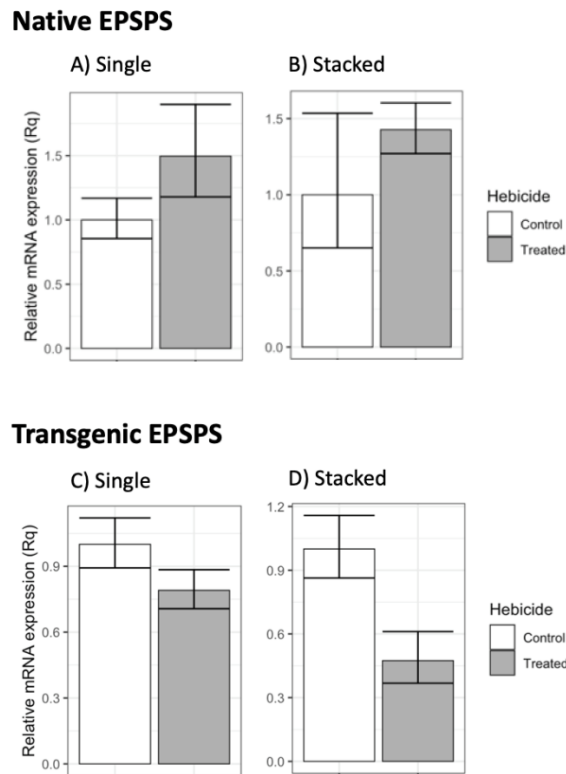 Native EPSPS
A) Single
B) Stacked
Relative mRNA expression (Rq)
1.5
1.0
0.5
0.0
1.5
1.0
0.5
0.0
Hebicide
Control
Treated
Transgenic EPSPS
C) Single
D) Stacked
Relative mRNA expression (Rq)
0.9
0.6
0.3
0.0
1.2
0.9
0.6
0.3
0.0
Hebicide
Control
Treated